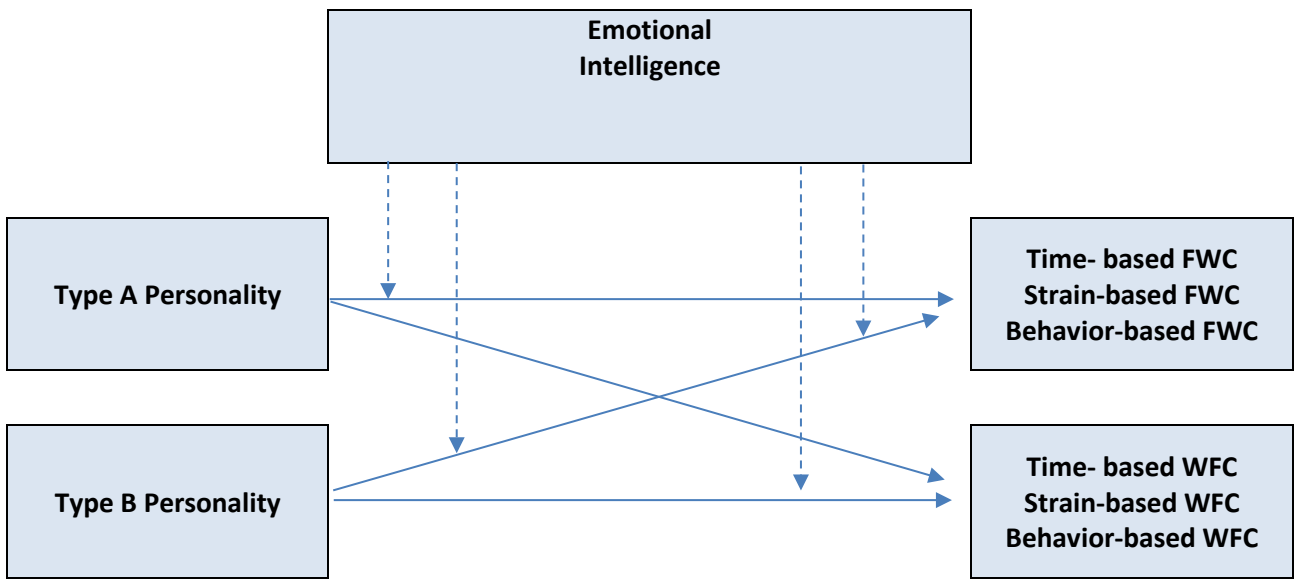 Emotional
Intelligence
Type A Personality
Time- based FWC
Strain-based FWC
Behavior-based FWC
Type B Personality
Time- based WFC
Strain-based WFC
Behavior-based WFC